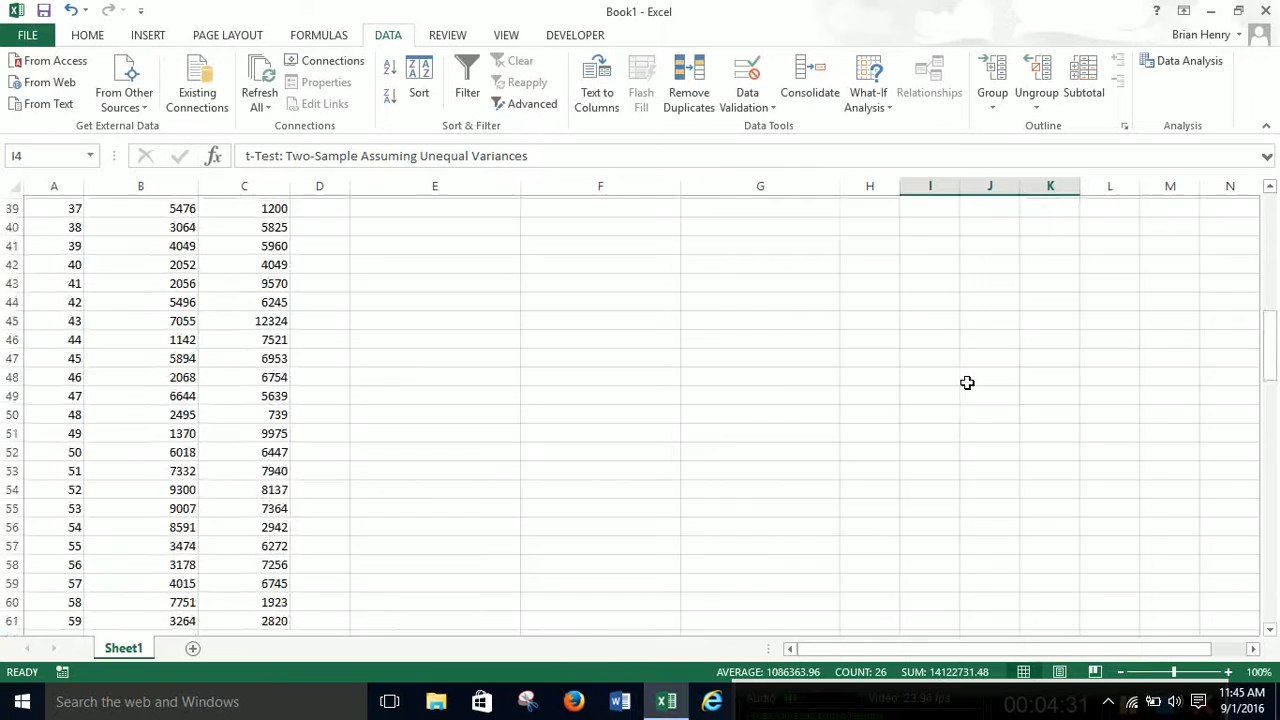 Book1 - Excel
?
FILE HOME INSERT PAGE LAYOUT FORMULAS DATA REVIEW VIEW DEVELOPER Brian Henry
From Access
From Web
From Text
From Other
Sources
Existing
Connections
Get External Data
Refresh
All
Connections
Properties
Edit Links
Connections
Sort
Filter
Clear
Reapply
Advanced
Sort & Filter
Text to
Columns
Flash
Fill
Remove
Duplicates
Data
Validation
Consolidate
What-If
Analysis
Relationships
Data Tools
Group
Ungroup
Subtotal
Outline
Data Analysis
Analysis
I4 fx t-Test: Two-Sample Assuming Unequal Variances
A B C D E F G H I J K L M N
39 37 5476 1200
40 38 3064 5825
41 39 4049 5960
42 40 2052 4049
43 41 2056 9570
44 42 5496 6245
45 43 7055 12324
46 44 1142 7521
47 45 5894 6953
48 46 2068 6754
49 47 6644 5639
50 48 2495 739
51 49 1370 9975
52 50 6018 6447
53 51 7332 7940
54 52 9300 8137
55 53 9007 7364
56 54 8591 2942
57 55 3474 6272
58 56 3178 7256
59 57 4015 6745
60 58 7751 1923
61 59 3264 2820
Sheet1
READY AVERAGE: 1086363.96 COUNT: 26 SUM: 14122731.48 100%
Search the web and Windows
Audio Video: 23.98 fps
00:04:31
11:45 AM
9/1/2016